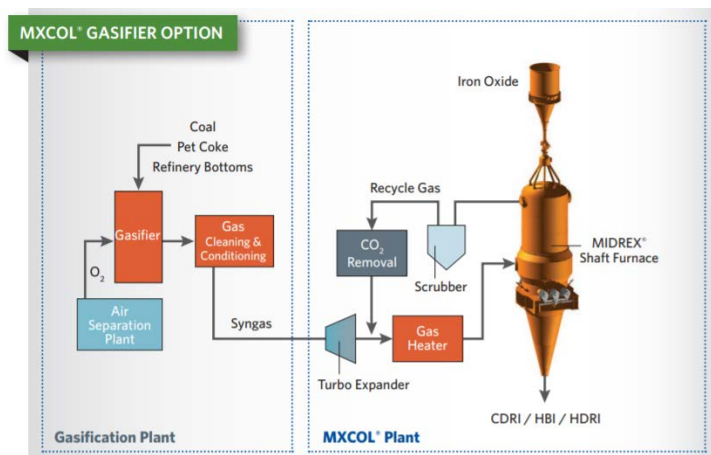 MXCOL® GASIFIER OPTION
Coal
Pet Coke
Refinery Bottoms
Gasifier
Gas
Cleaning &
Conditioning
O₂
Air
Separation
Plant
Syngas
Gasification Plant
Iron Oxide
Recycle Gas
CO₂
Removal
Scrubber
MIDREX®
Shaft Furnace
Gas
Heater
Turbo Expander
CDRI / HBI / HDRI
MXCOL® Plant